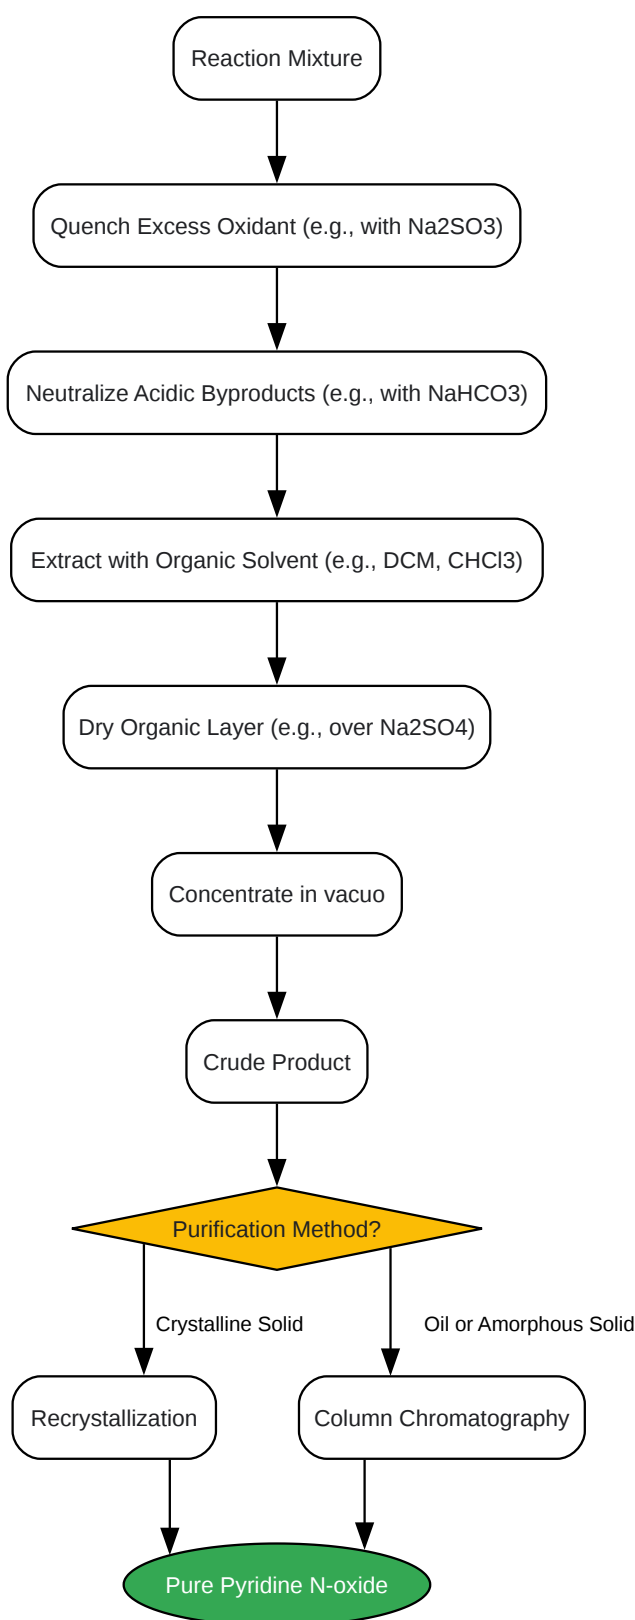 Reaction Mixture
Quench Excess Oxidant (e.g., with Na2SO3)
Neutralize Acidic Byproducts (e.g., with NaHCO3)
Extract with Organic Solvent (e.g., DCM, CHCl3)
Dry Organic Layer (e.g., over Na2SO4)
Concentrate in vacuo
Crude Product
Purification Method?
Crystalline Solid
Oil or Amorphous Solid
Recrystallization
Column Chromatography
Pure Pyridine N-oxide